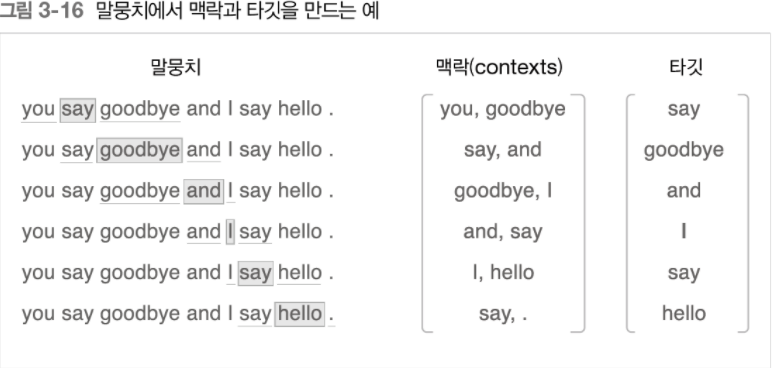 그림 3-16 말뭉치에서 맥락과 타깃을 만드는 예
말뭉치 맥락(contexts) 타깃
you say goodbye and I say hello . you, goodbye say
you say goodbye and I say hello . say, and goodbye
you say goodbye and I say hello . goodbye, I and
you say goodbye and I say hello . and, say I
you say goodbye and I say hello . I, hello say
you say goodbye and I say hello . say, . hello